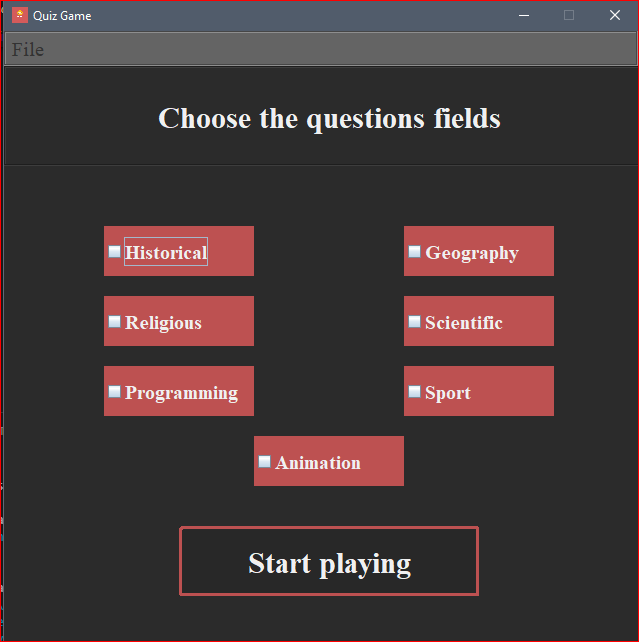 Quiz Game
File
Choose the questions fields
Historical
Geography
Religious
Scientific
Programming
Sport
Animation
Start playing